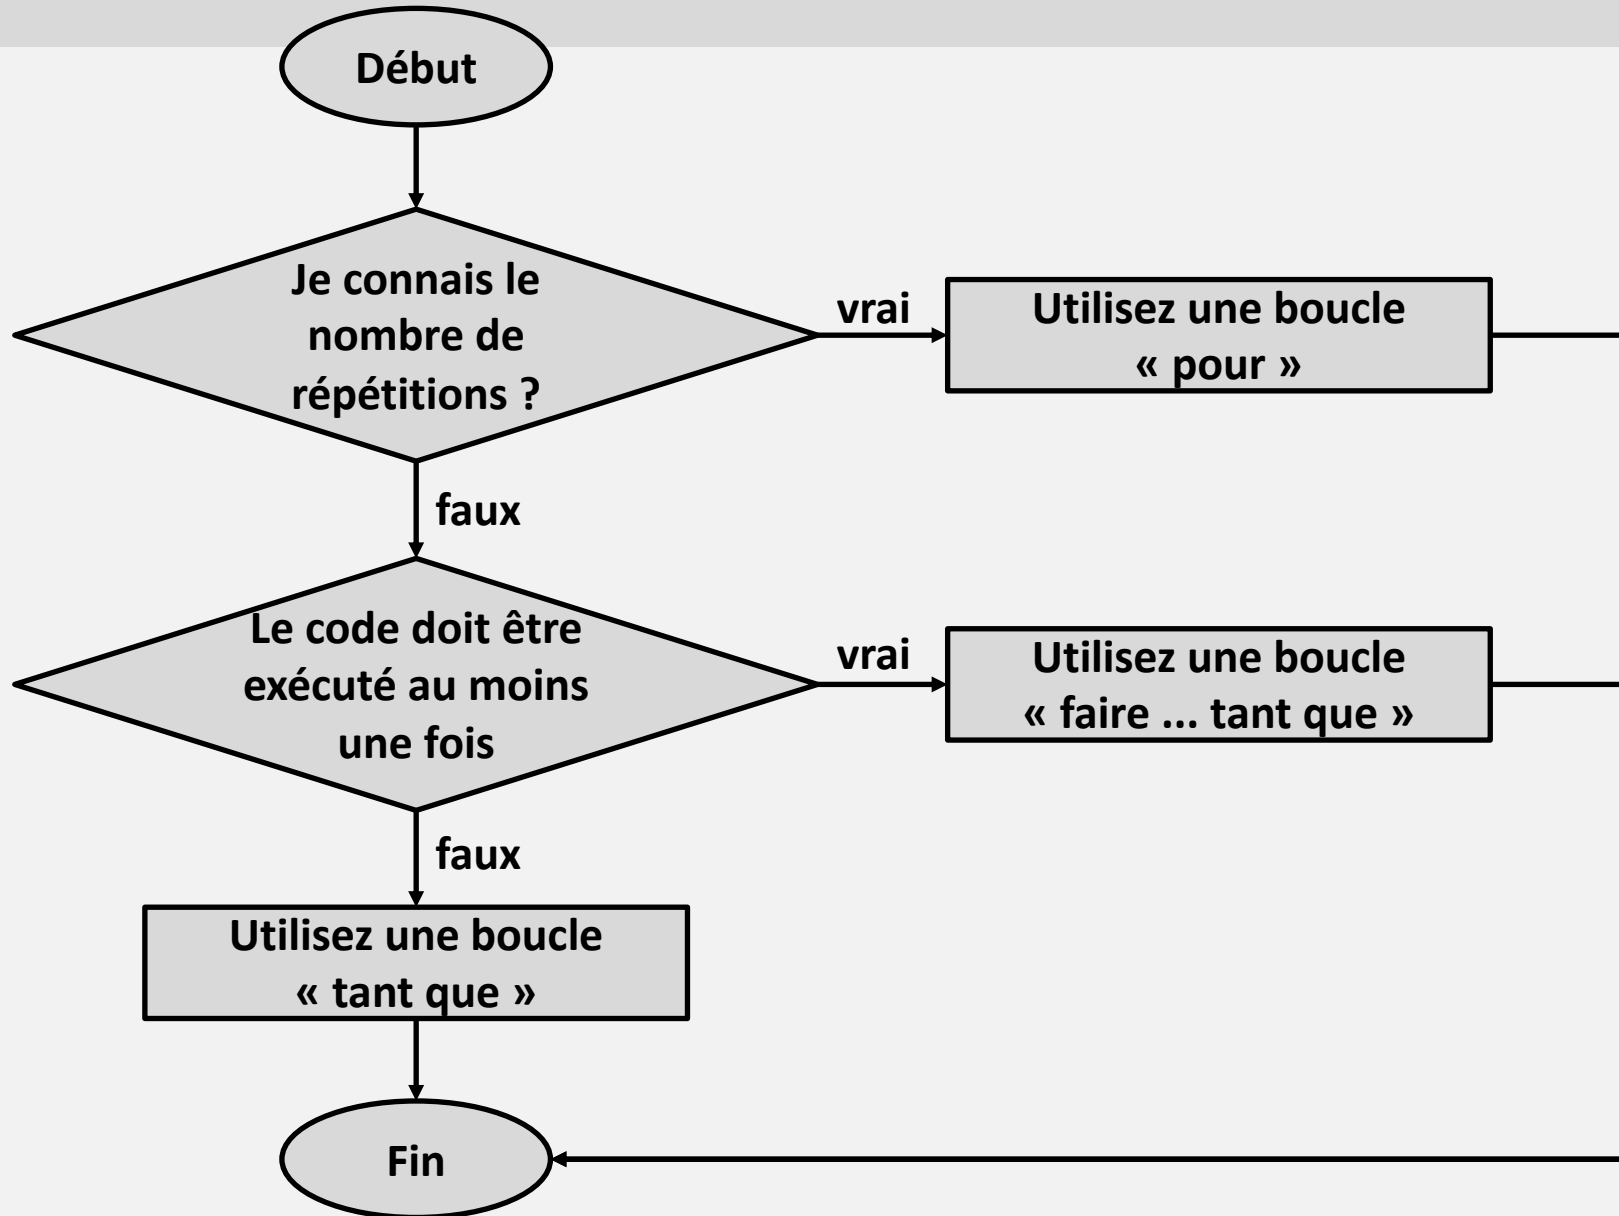 Début
Je connais le
nombre de
répétitions ?
vrai
Utilisez une boucle
« pour »
faux
Le code doit être
exécuté au moins
une fois
vrai
Utilisez une boucle
« faire ... tant que »
faux
Utilisez une boucle
« tant que »
Fin